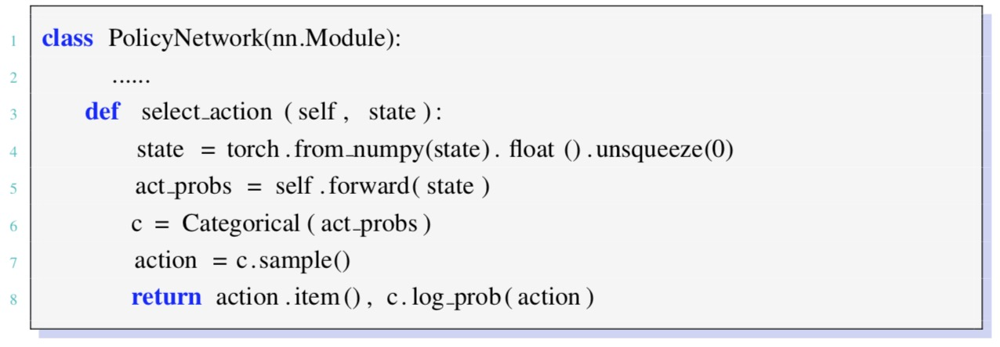 1 class PolicyNetwork(nn.Module):
2 ......
3 def select_action ( self , state ):
4 state = torch .from_numpy(state). float () .unsqueeze(0)
5 act_probs = self .forward( state )
6 c = Categorical ( act_probs )
7 action = c.sample()
8 return action .item() , c. log_prob( action )